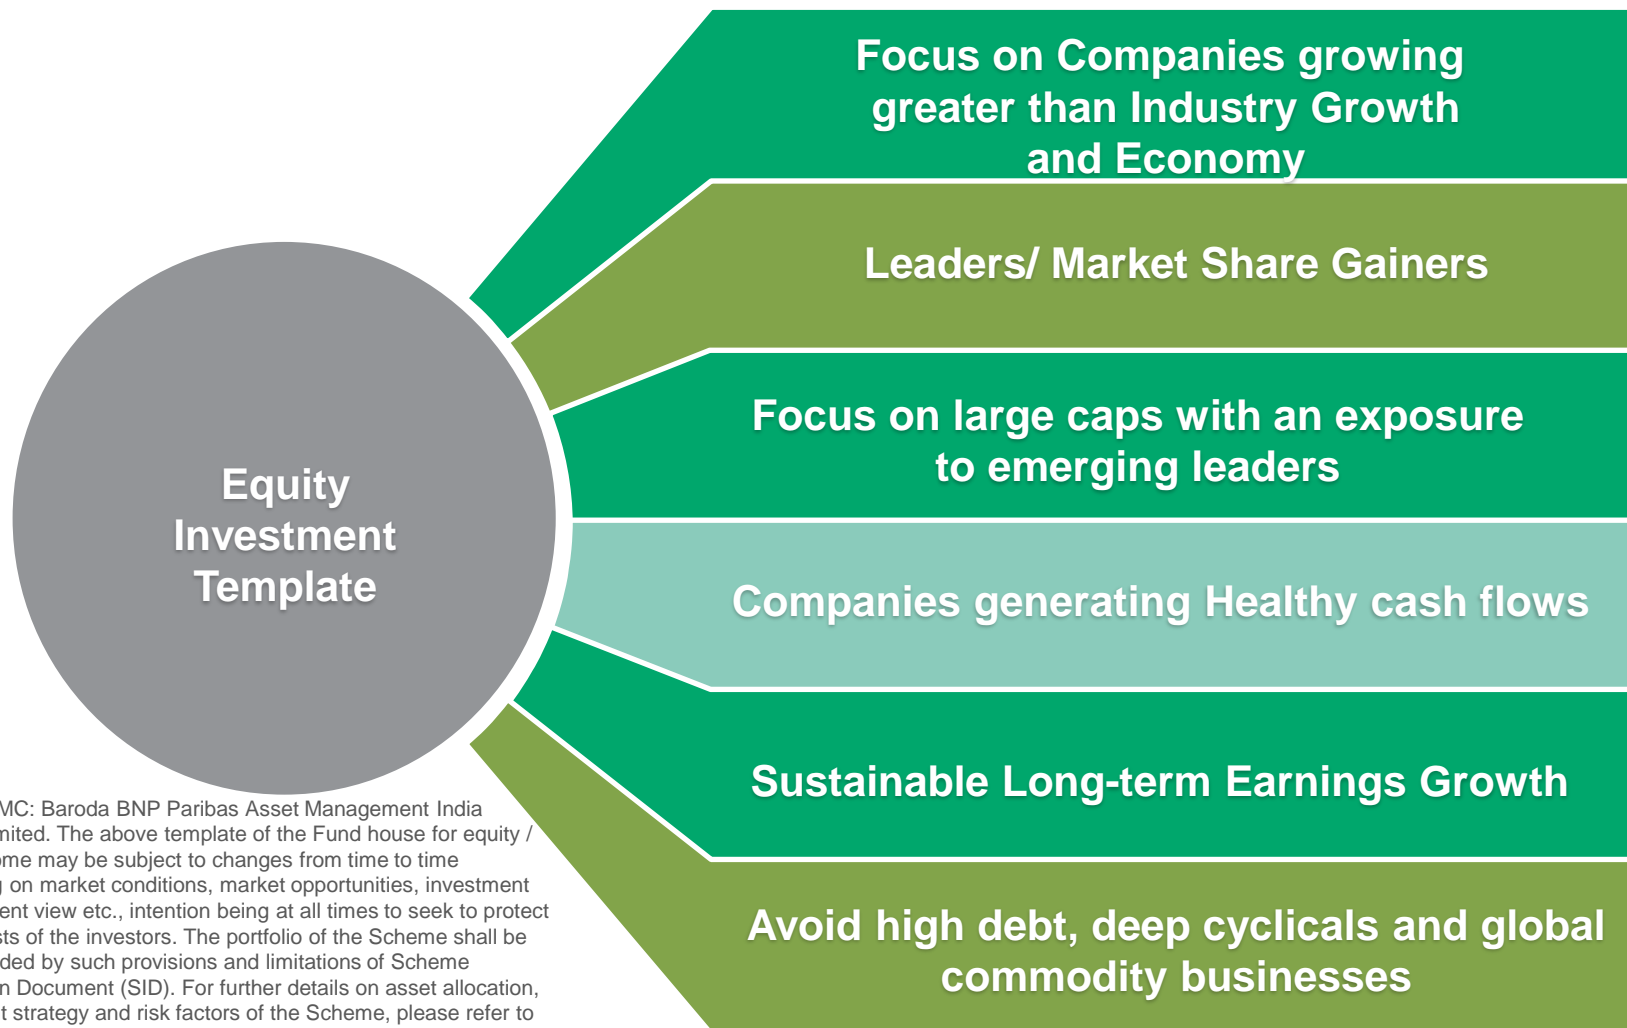 Focus on Companies growing
greater than Industry Growth
and Economy
Leaders/ Market Share Gainers
Focus on large caps with an exposure
to emerging leaders
Equity
Investment
Template
Companies generating Healthy cash flows
Sustainable Long-term Earnings Growth
Avoid high debt, deep cyclicals and global
commodity businesses
MC: Baroda BNP Paribas Asset Management India
mited. The above template of the Fund house for equity /
ome may be subject to changes from time to time
g on market conditions, market opportunities, investment
ent view etc., intention being at all times to seek to protect
sts of the investors. The portfolio of the Scheme shall be
ded by such provisions and limitations of Scheme
n Document (SID). For further details on asset allocation,
t strategy and risk factors of the Scheme, please refer to